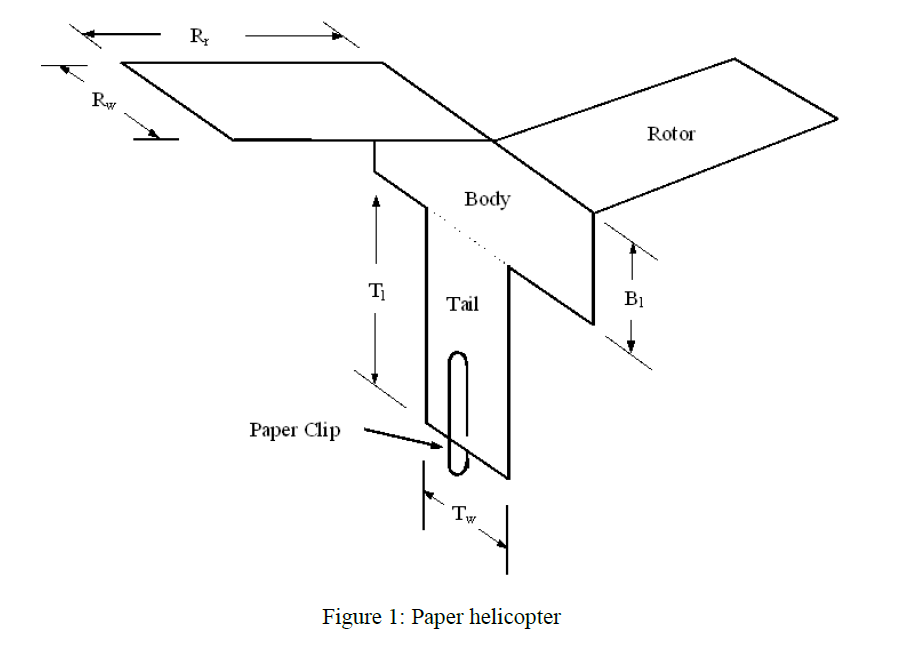 Rr
Rw
Rotor
Body
Tl
Bl
Tail
Paper Clip
Tw
Figure 1: Paper helicopter